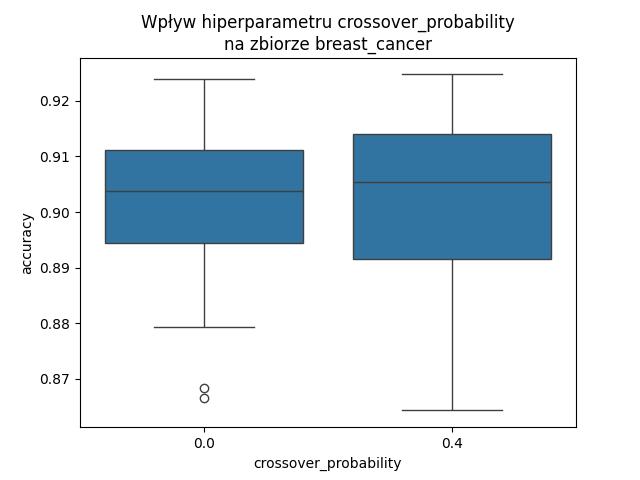 Wpływ hiperparametru crossover_probability
na zbiorze breast_cancer
0.92
0.91
0.90
0.89
0.88
0.87
accuracy
0.0 0.4
crossover_probability